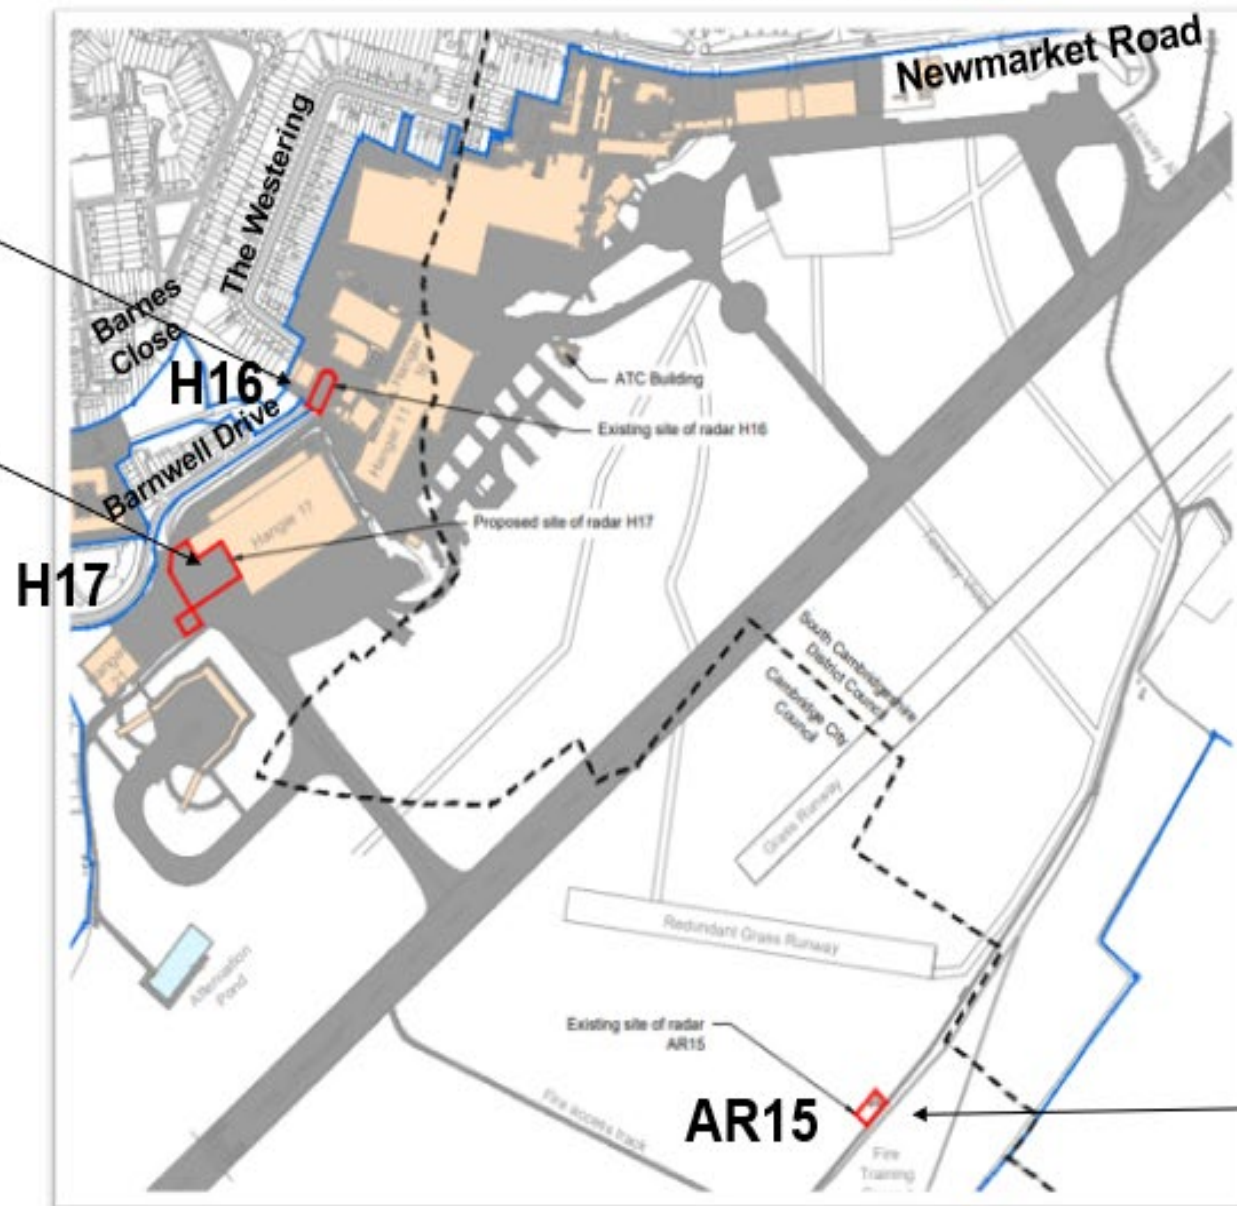 Newmarket Road
The Westering
Barnes
Close
H16
Barnwell Drive
ATC Building
Existing site of radar H16
Hangar 11
Hangar 17
Proposed site of radar H17
H17
South Cambridgeshire
District Council
Cambridge City
Council
Grass Runway
Redundant Grass Runway
Attenuation
Pond
Existing site of radar
AR15
AR15
Fire access track
Fire
Training